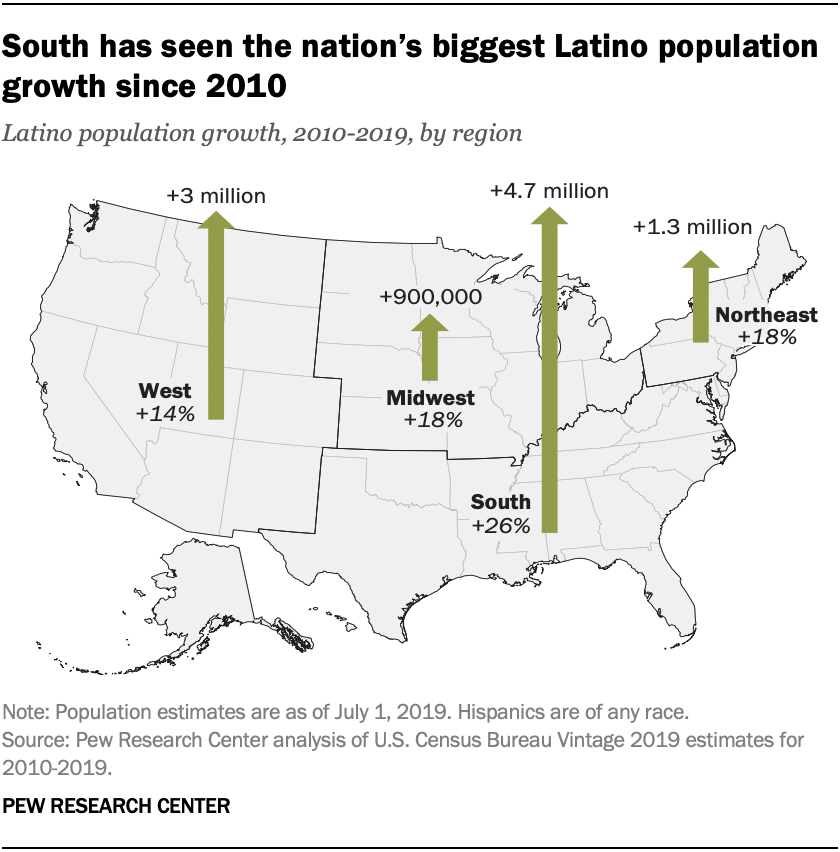 South has seen the nation’s biggest Latino population
growth since 2010
Latino population growth, 2010-2019, by region
+3 million
+4.7 million
+1.3 million
+900,000
Northeast
+18%
West
+14%
Midwest
+18%
South
+26%
Note: Population estimates are as of July 1, 2019. Hispanics are of any race.
Source: Pew Research Center analysis of U.S. Census Bureau Vintage 2019 estimates for
2010-2019.
PEW RESEARCH CENTER